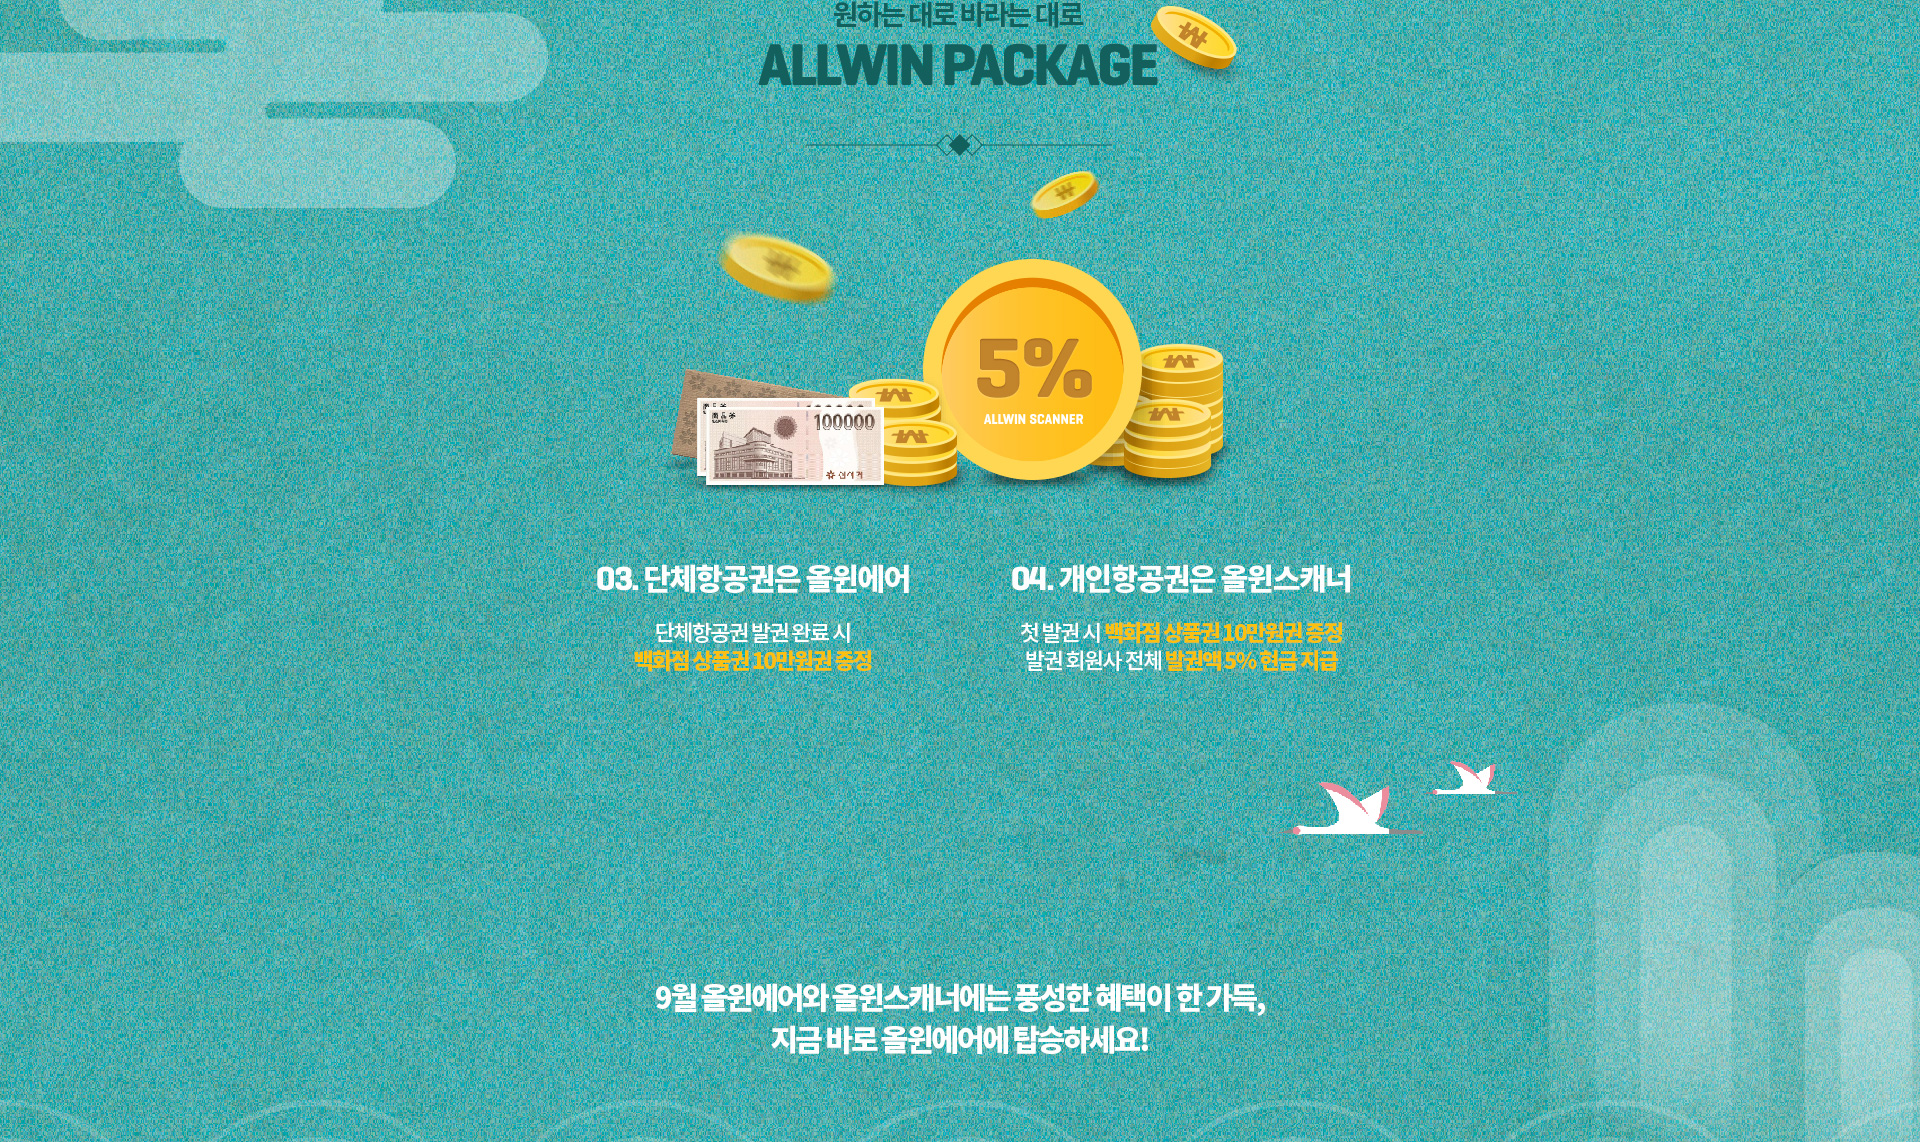 원하는 대로 바라는 대로
ALLWIN PACKAGE
5%
ALLWIN SCANNER
100000
03. 단체항공권은 올윈에어
단체항공권 발권 완료 시
백화점 상품권 10만원권 증정
04. 개인항공권은 올윈스캐너
첫 발권 시 백화점 상품권 10만원권 증정
발권 회원사 전체 발권액 5% 현금 지급
9월 올윈에어와 올윈스캐너에는 풍성한 혜택이 한 가득,
지금 바로 올윈에어에 탑승하세요!